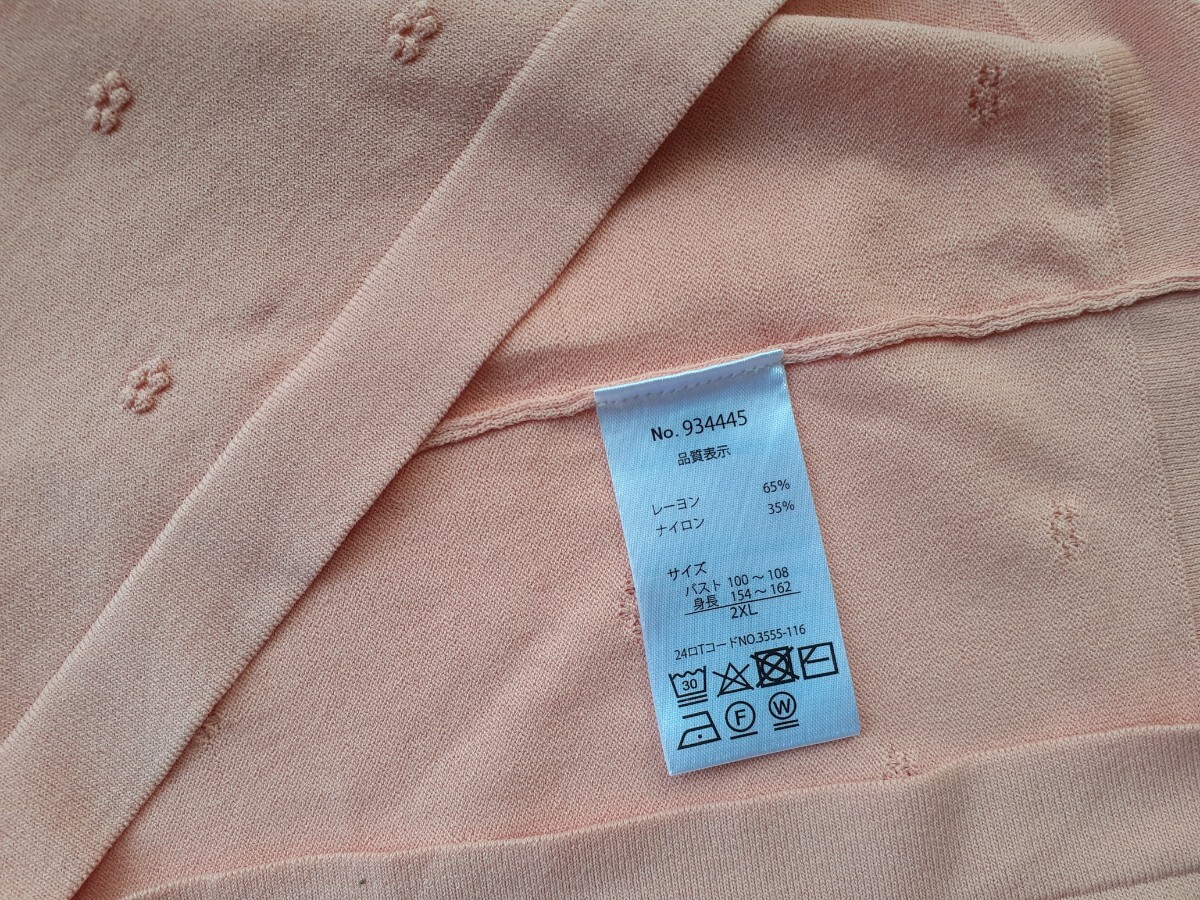 No. 934445
品質表示
レーヨン 65%
ナイロン 35%
サイズ
バスト 100～108
身長 154～162
2XL
24ロTコードNO.3555-116
30
F W